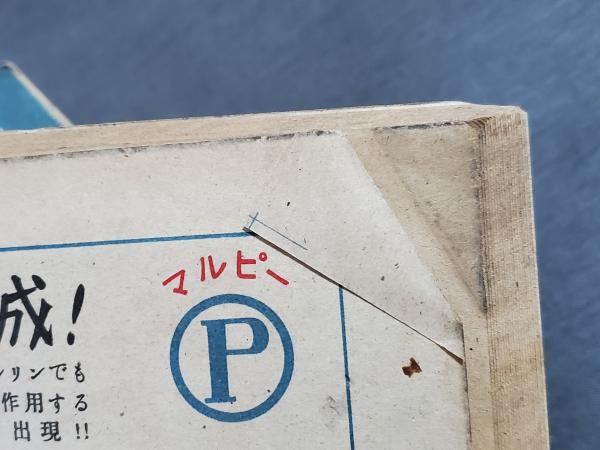 マルピー
P
成!
リンでも
作用する
出現!!